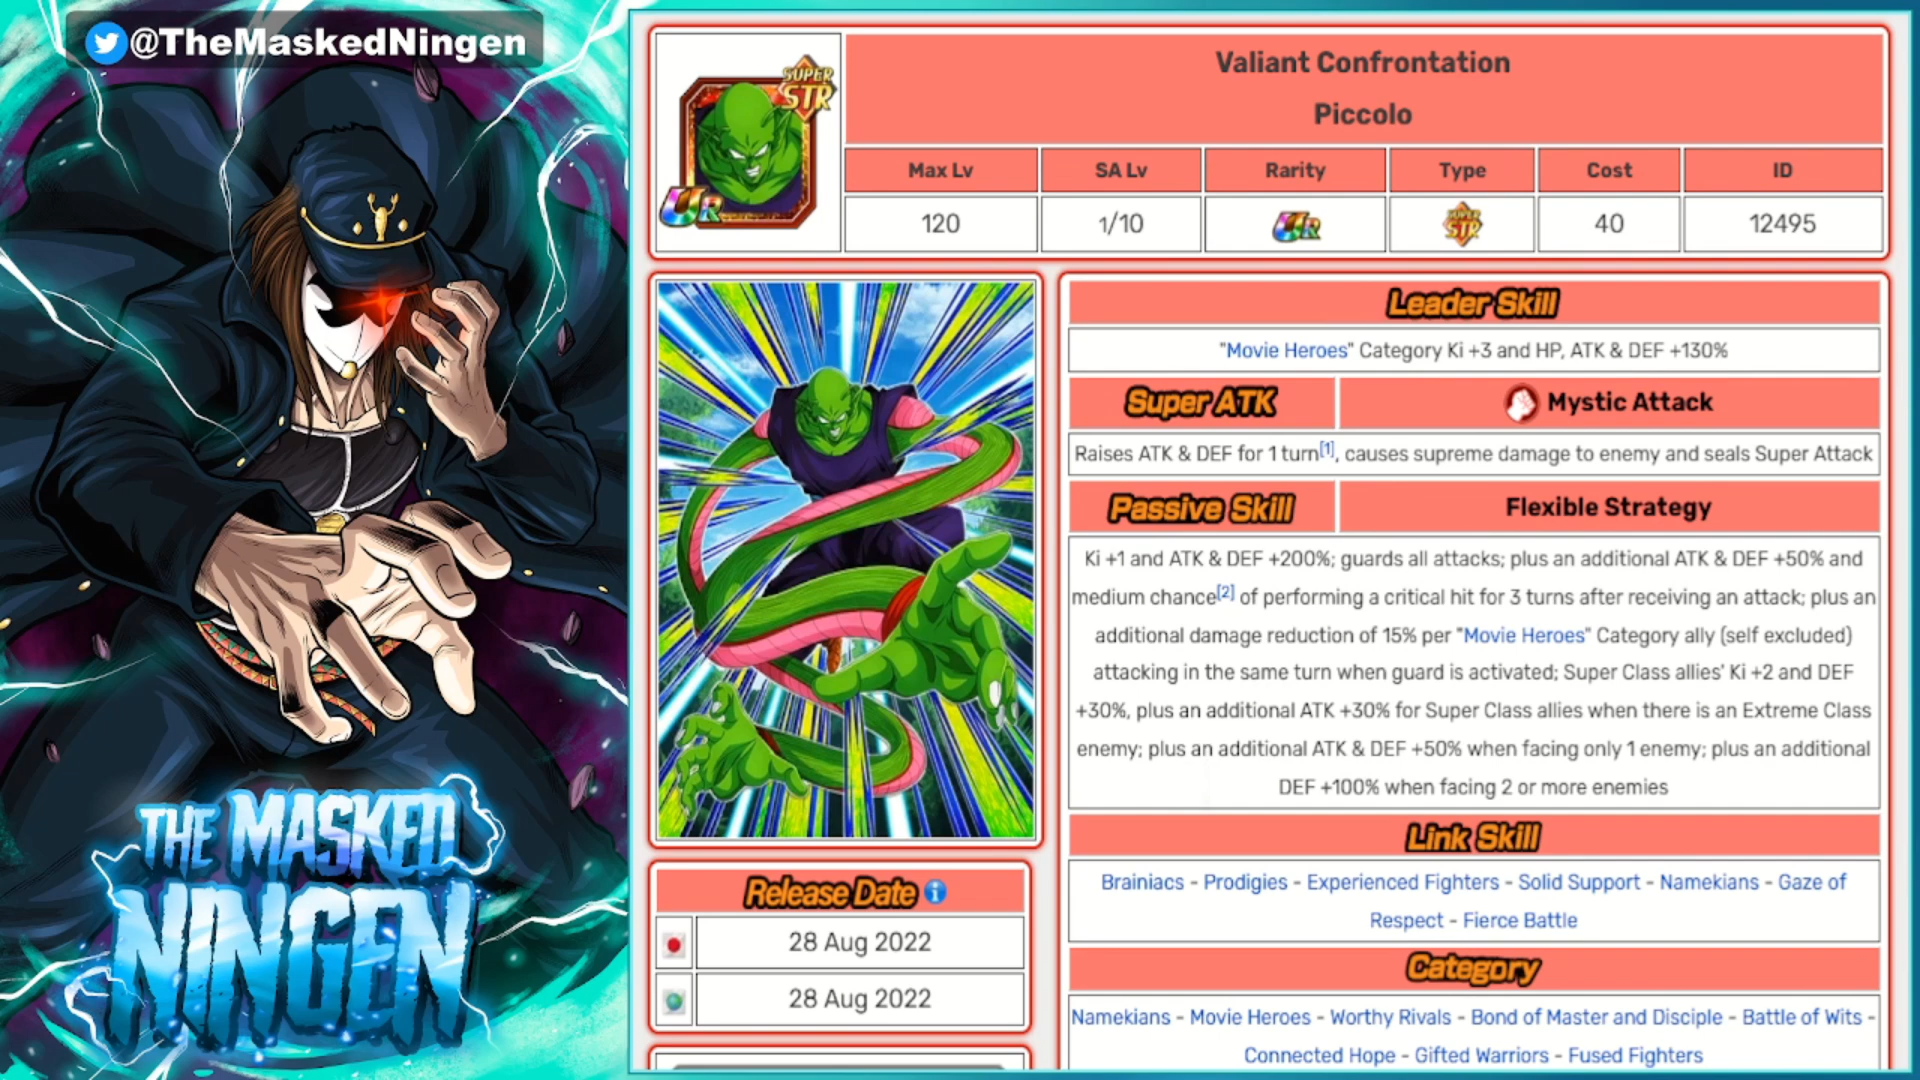 @TheMaskedNingen
THE MASKED
NINGEN
SUPER
STR
UR
Valiant Confrontation
Piccolo
Max Lv
SA Lv
Rarity
Type
Cost
ID
120
1/10
UR
SUPER
STR
40
12495
Leader Skill
"Movie Heroes" Category Ki +3 and HP, ATK & DEF +130%
Super ATK
Mystic Attack
Raises ATK & DEF for 1 turn[1], causes supreme damage to enemy and seals Super Attack
Passive Skill
Flexible Strategy
Ki +1 and ATK & DEF +200%; guards all attacks; plus an additional ATK & DEF +50% and
medium chance[2] of performing a critical hit for 3 turns after receiving an attack; plus an
additional damage reduction of 15% per "Movie Heroes" Category ally (self excluded)
attacking in the same turn when guard is activated; Super Class allies' Ki +2 and DEF
+30%, plus an additional ATK +30% for Super Class allies when there is an Extreme Class
enemy; plus an additional ATK & DEF +50% when facing only 1 enemy; plus an additional
DEF +100% when facing 2 or more enemies
Link Skill
Brainiacs - Prodigies - Experienced Fighters - Solid Support - Namekians - Gaze of
Respect - Fierce Battle
Category
Namekians - Movie Heroes - Worthy Rivals - Bond of Master and Disciple - Battle of Wits -
Connected Hope - Gifted Warriors - Fused Fighters
Release Date
28 Aug 2022
28 Aug 2022